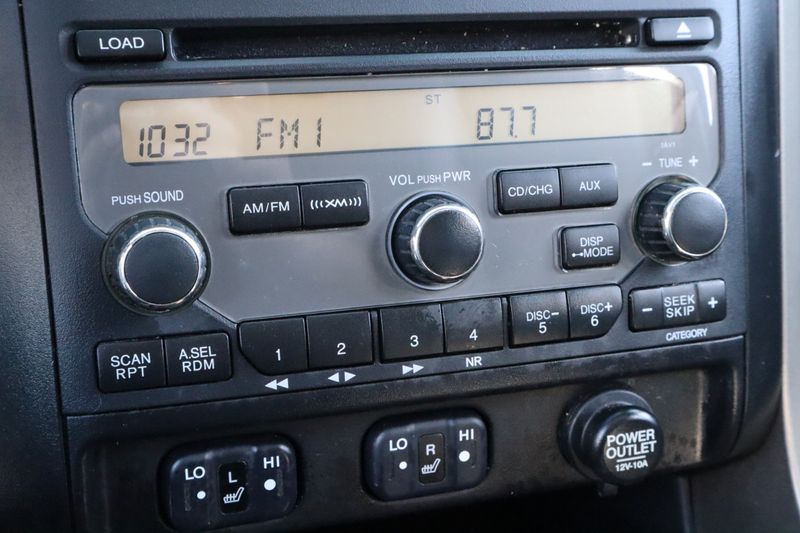 LOAD
ST
1032 FM1 87.7
1AV1
− TUNE +
PUSH SOUND
VOL PUSH PWR
AM/FM
(((XM)))
CD/CHG
AUX
DISP
MODE
SCAN
RPT
A.SEL
RDM
1
2
3
4
DISC−
5
DISC+
6
−
SEEK
SKIP
+
NR
CATEGORY
LO L HI
LO R HI
POWER
OUTLET
12V-10A